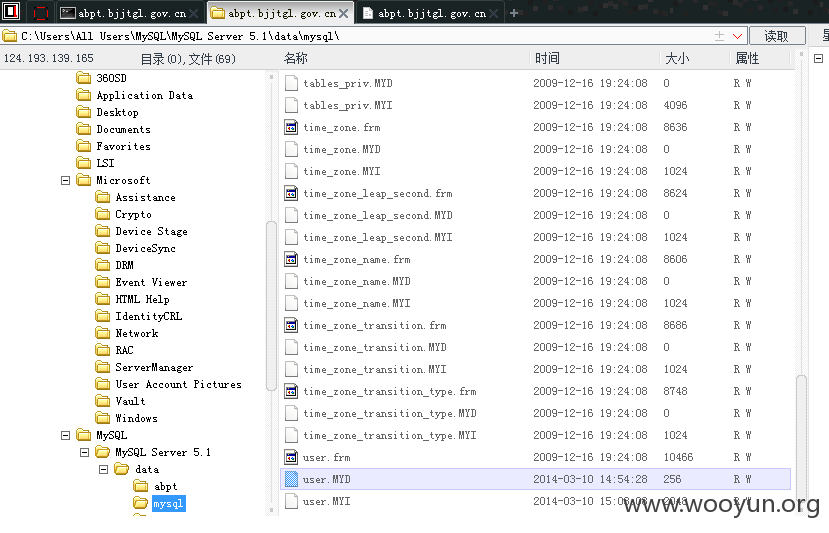 abpt.bjjtgl.gov.cn abpt.bjjtgl.gov.cn abpt.bjjtgl.gov.cn
C:\Users\All Users\MySQL\MySQL Server 5.1\data\mysql\ 读取
124.193.139.165 目录(0),文件(69) 名称 时间 大小 属性
360SD
Application Data
Desktop
Documents
Favorites
LSI
Microsoft
Assistance
Crypto
Device Stage
DeviceSync
DRM
Event Viewer
HTML Help
IdentityCRL
Network
RAC
ServerManager
User Account Pictures
Vault
Windows
MySQL
MySQL Server 5.1
data
abpt
mysql
tables_priv.MYD 2009-12-16 19:24:08 0 R W
tables_priv.MYI 2009-12-16 19:24:08 4096 R W
time_zone.frm 2009-12-16 19:24:08 8636 R W
time_zone.MYD 2009-12-16 19:24:08 0 R W
time_zone.MYI 2009-12-16 19:24:08 1024 R W
time_zone_leap_second.frm 2009-12-16 19:24:08 8624 R W
time_zone_leap_second.MYD 2009-12-16 19:24:08 0 R W
time_zone_leap_second.MYI 2009-12-16 19:24:08 1024 R W
time_zone_name.frm 2009-12-16 19:24:08 8606 R W
time_zone_name.MYD 2009-12-16 19:24:08 0 R W
time_zone_name.MYI 2009-12-16 19:24:08 1024 R W
time_zone_transition.frm 2009-12-16 19:24:08 8686 R W
time_zone_transition.MYD 2009-12-16 19:24:08 0 R W
time_zone_transition.MYI 2009-12-16 19:24:08 1024 R W
time_zone_transition_type.frm 2009-12-16 19:24:08 8748 R W
time_zone_transition_type.MYD 2009-12-16 19:24:08 0 R W
time_zone_transition_type.MYI 2009-12-16 19:24:08 1024 R W
user.frm 2009-12-16 19:24:08 10466 R W
user.MYD 2014-03-10 14:54:28 256 R W
user.MYI 2014-03-10 2048 R W
www.wooyun.org